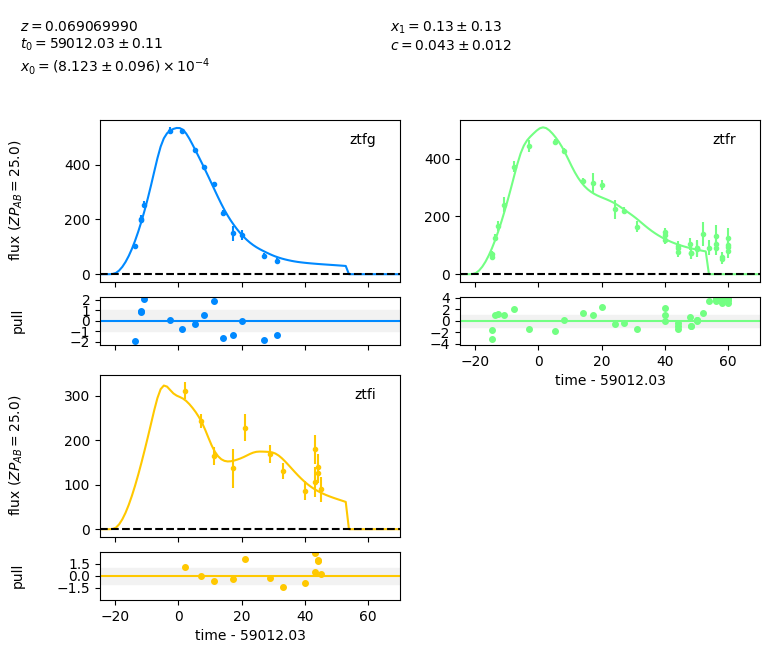 z = 0.069069990
t₀ = 59012.03 ± 0.11
x₀ = (8.123 ± 0.096) × 10⁻⁴
x₁ = 0.13 ± 0.13
c = 0.043 ± 0.012
flux (ZP_AB = 25.0)
400
200
0
ztfg
400
200
0
ztfr
pull
2
1
0
−1
−2
4
2
0
−2
−4
−20 0 20 40 60
time - 59012.03
flux (ZP_AB = 25.0)
300
200
100
0
ztfi
pull
1.5
0.0
−1.5
−20 0 20 40 60
time - 59012.03